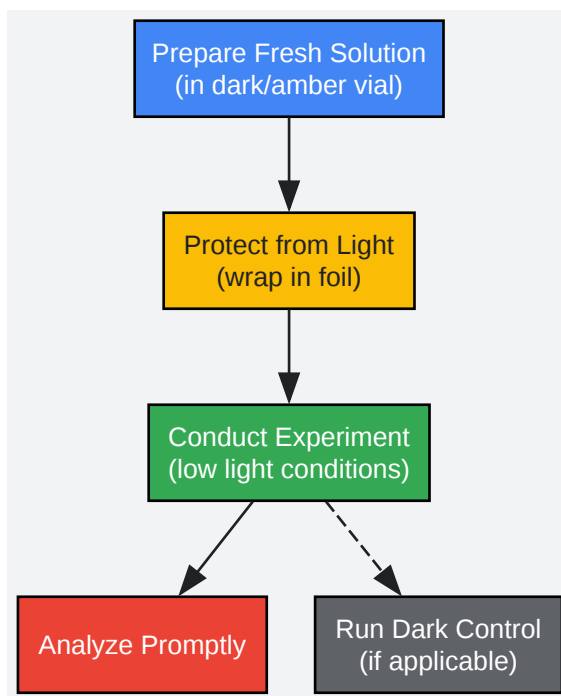 Prepare Fresh Solution
(in dark/amber vial)
Protect from Light
(wrap in foil)
Conduct Experiment
(low light conditions)
Analyze Promptly
Run Dark Control
(if applicable)